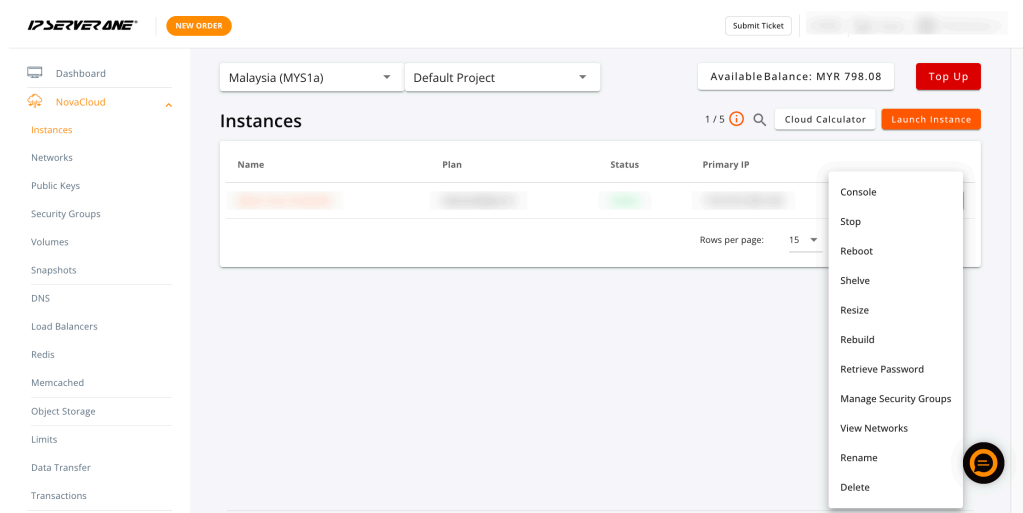 IP SERVER ONE
NEW ORDER
Submit Ticket
Dashboard
NovaCloud
Instances
Networks
Public Keys
Security Groups
Volumes
Snapshots
DNS
Load Balancers
Redis
Memcached
Object Storage
Limits
Data Transfer
Transactions
Malaysia (MYS1a)
Default Project
Available Balance: MYR 798.08
Top Up
Instances
1 / 5
Cloud Calculator
Launch Instance
Name Plan Status Primary IP
Rows per page: 15
Console
Stop
Reboot
Shelve
Resize
Rebuild
Retrieve Password
Manage Security Groups
View Networks
Rename
Delete